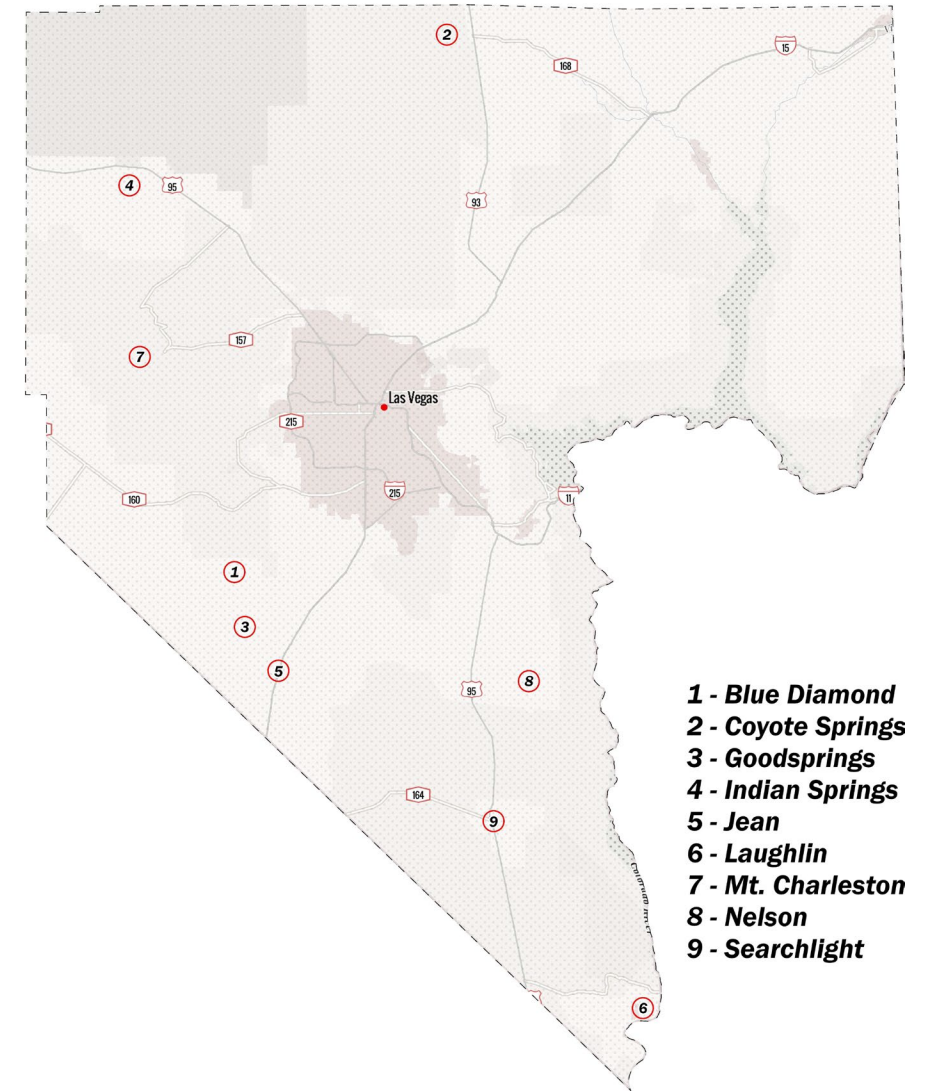 2
15
168
4
95
93
157
7
Las Vegas
215
160
215
11
1
3
5
95
8
164
9
6
1 - Blue Diamond
2 - Coyote Springs
3 - Goodsprings
4 - Indian Springs
5 - Jean
6 - Laughlin
7 - Mt. Charleston
8 - Nelson
9 - Searchlight